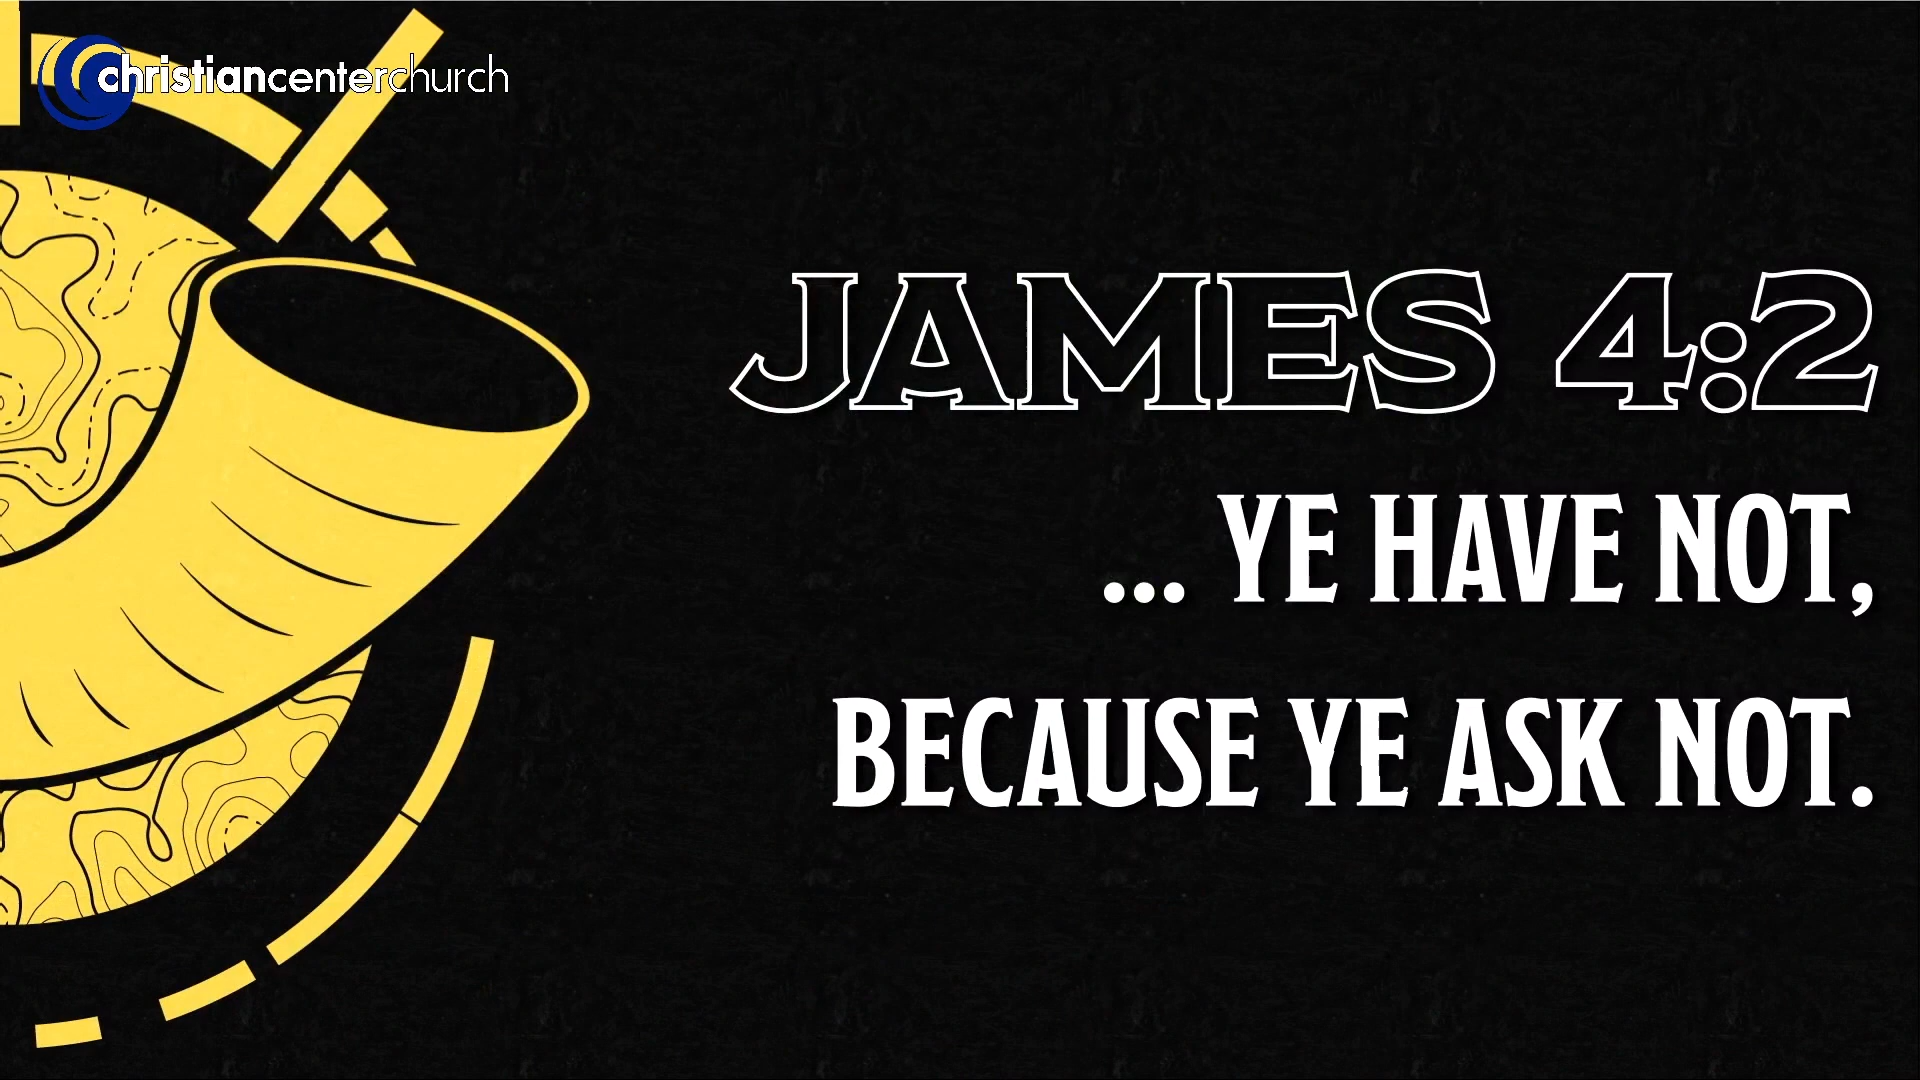 christiancenterchurch
JAMES 4:2
... YE HAVE NOT,
BECAUSE YE ASK NOT.